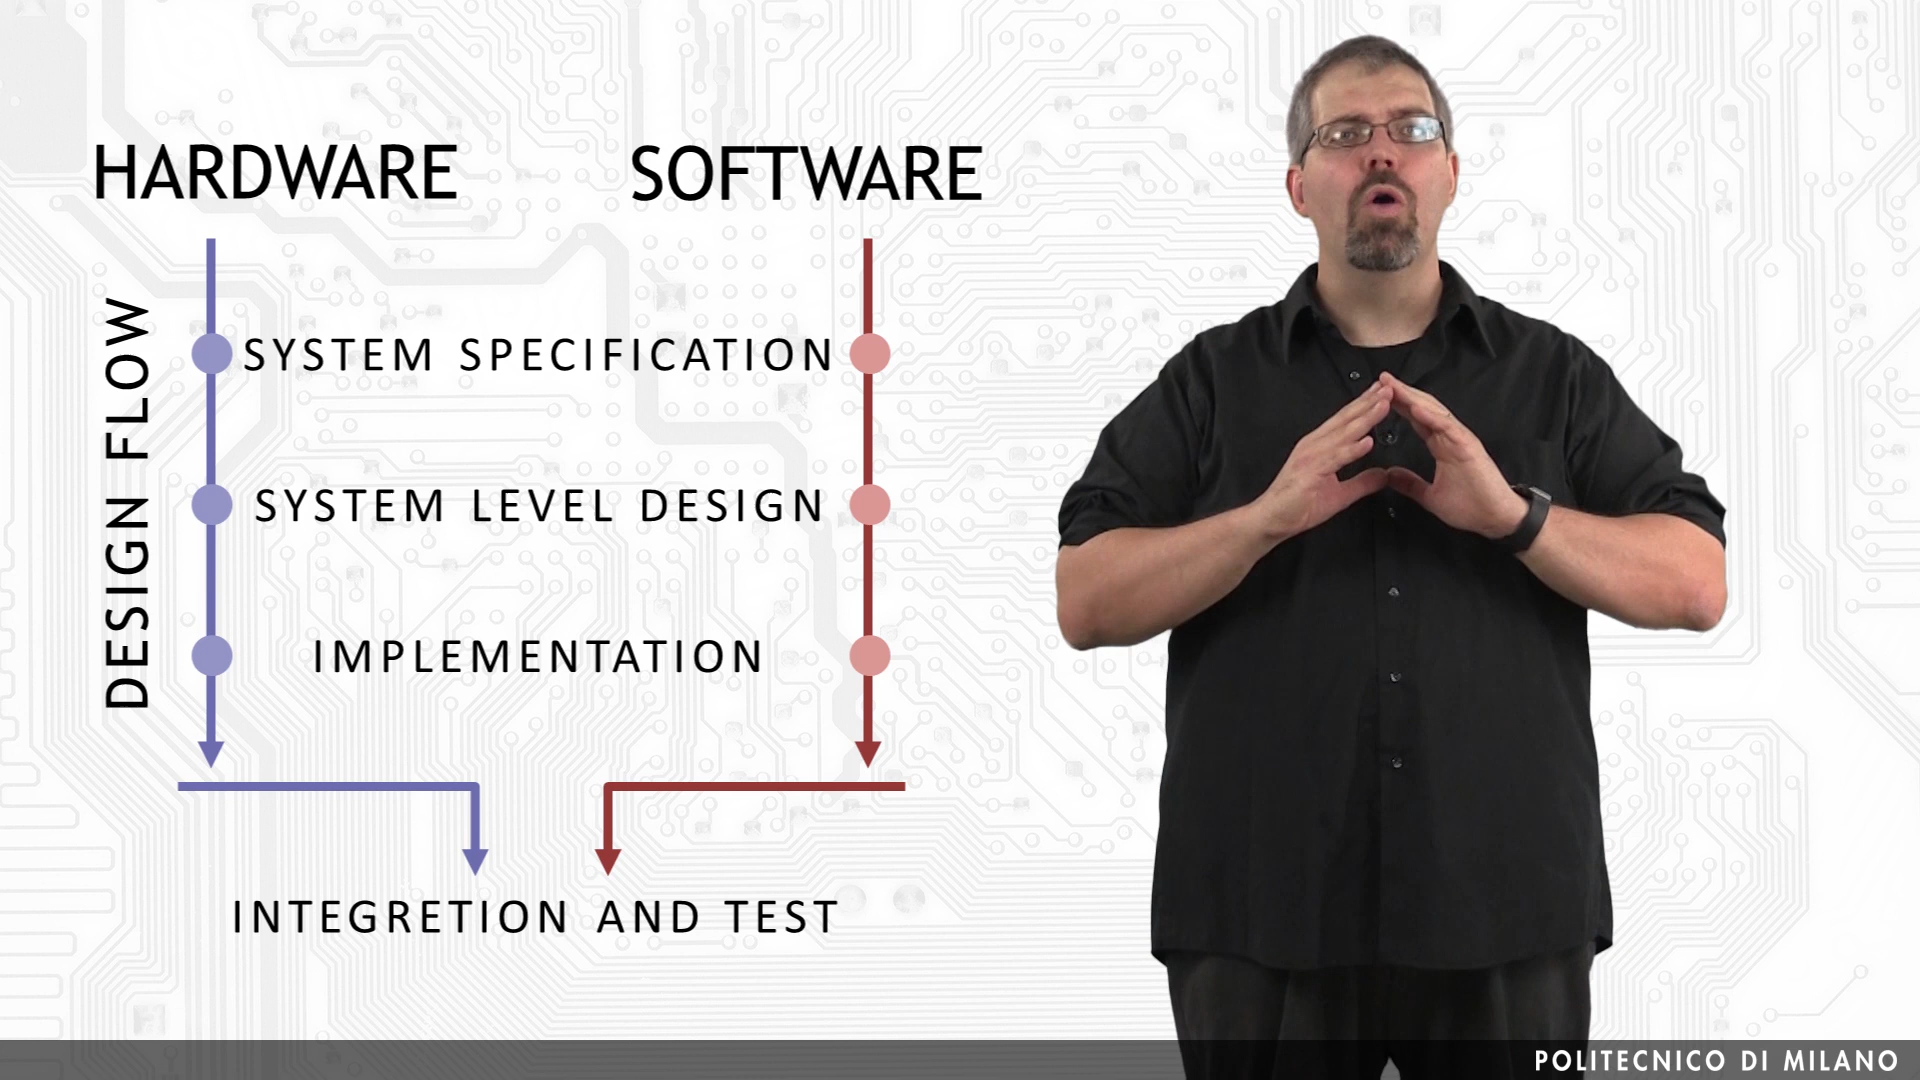 HARDWARE SOFTWARE
DESIGN FLOW
SYSTEM SPECIFICATION
SYSTEM LEVEL DESIGN
IMPLEMENTATION
INTEGRETION AND TEST
POLITECNICO DI MILANO